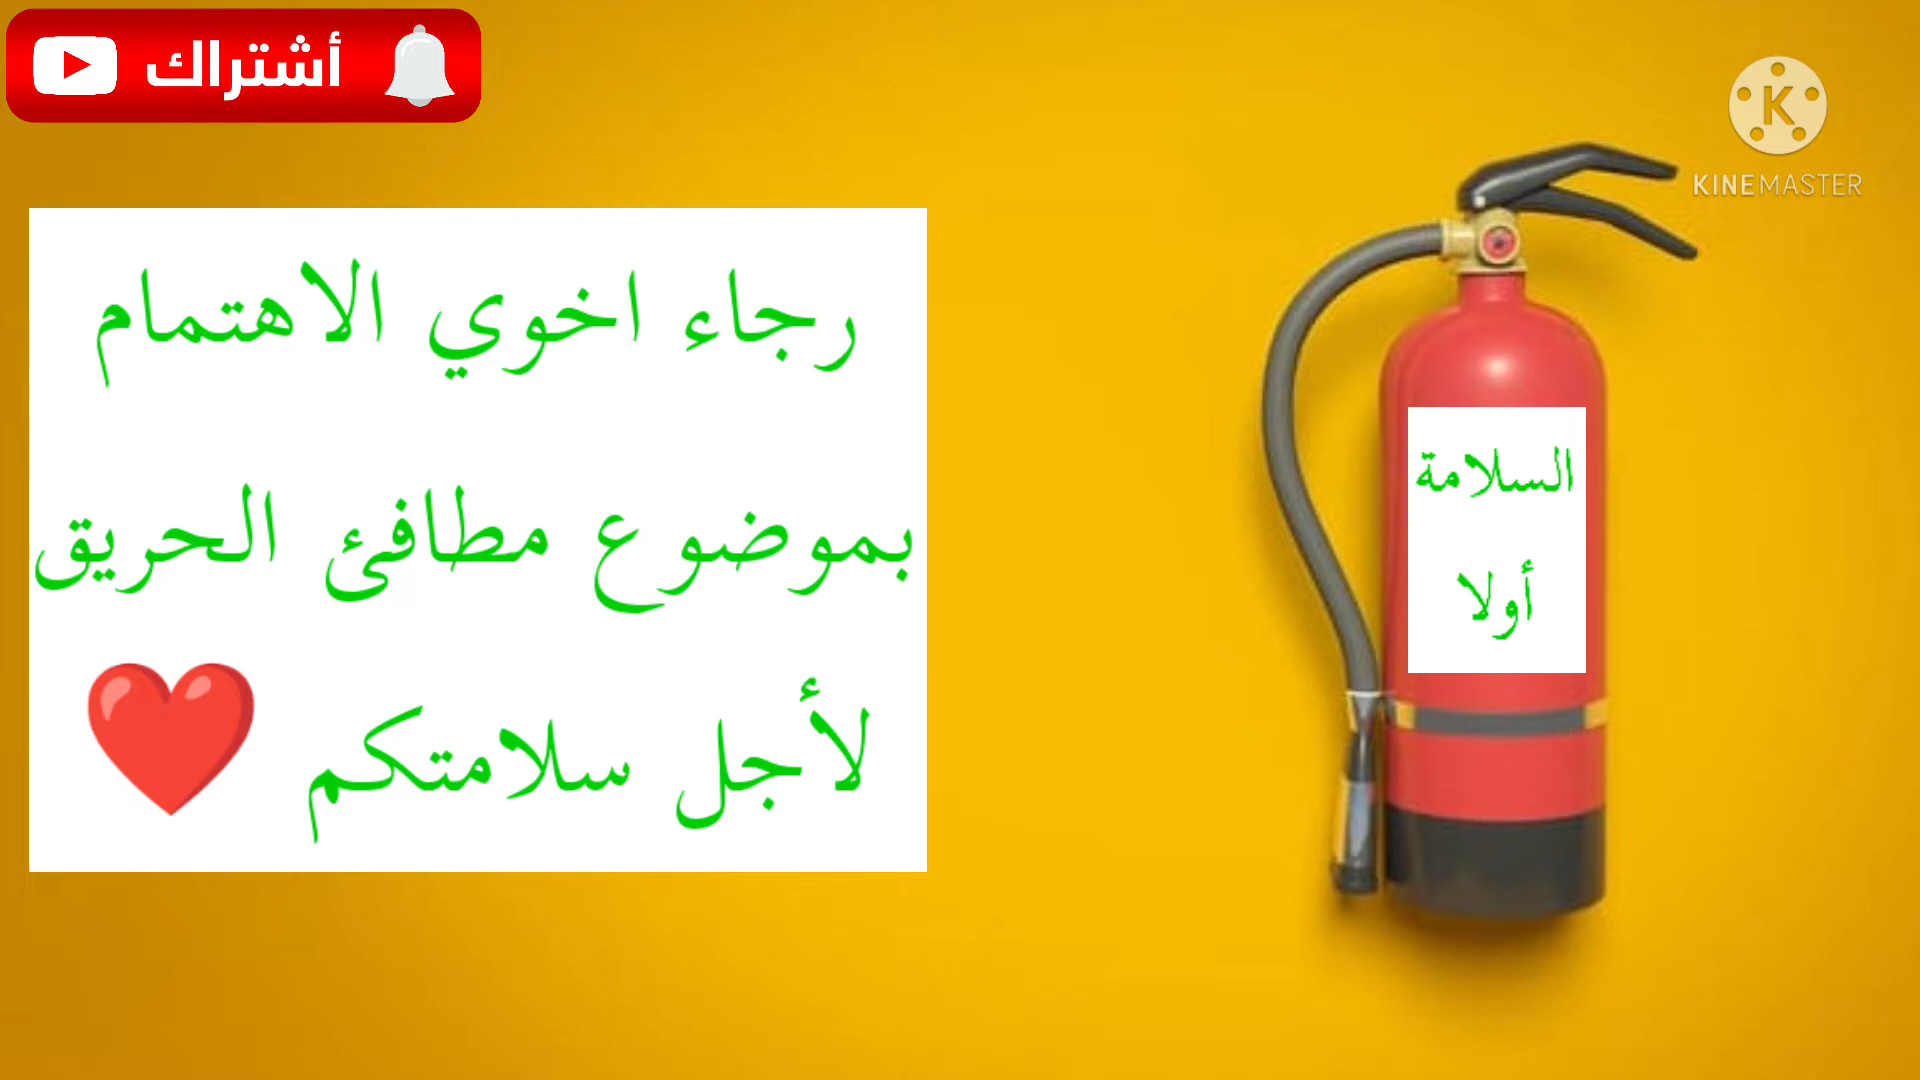 أشتراك
KINEMASTER
رجاء اخوي الاهتمام
بموضوع مطافئ الحريق
لأجل سلامتكم ❤️
السلامة
أولا